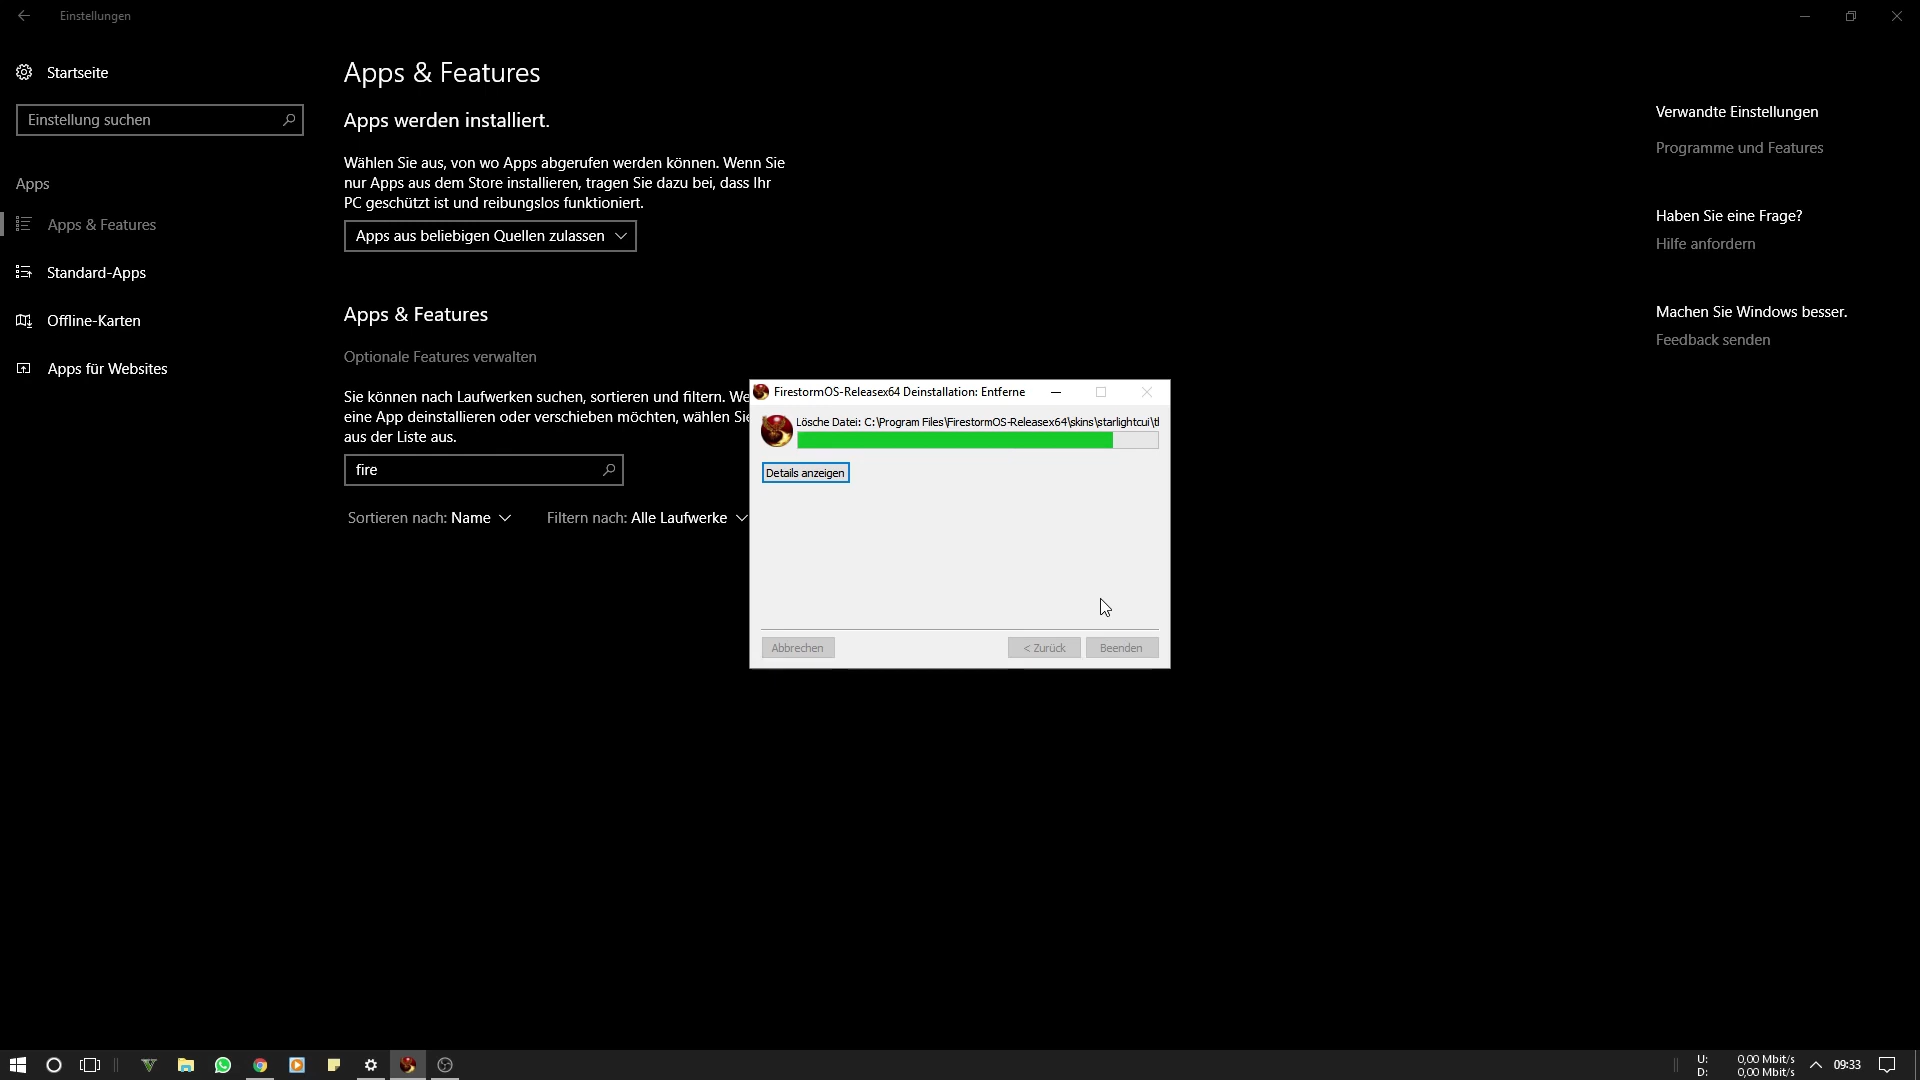 Einstellungen
Startseite
Einstellung suchen
Apps
Apps & Features
Standard-Apps
Offline-Karten
Apps für Websites
Apps & Features
Apps werden installiert.
Wählen Sie aus, von wo Apps abgerufen werden können. Wenn Sie
nur Apps aus dem Store installieren, tragen Sie dazu bei, dass Ihr
PC geschützt ist und reibungslos funktioniert.
Apps aus beliebigen Quellen zulassen
Apps & Features
Optionale Features verwalten
Sie können nach Laufwerken suchen, sortieren und filtern. We
eine App deinstallieren oder verschieben möchten, wählen Sie
aus der Liste aus.
fire
Sortieren nach: Name
Filtern nach: Alle Laufwerke
FirestormOS-Releasex64 Deinstallation: Entferne
Lösche Datei: C:\Program Files\FirestormOS-Releasex64\skins\starlightcui\tl
Details anzeigen
Abbrechen
< Zurück
Beenden
Verwandte Einstellungen
Programme und Features
Haben Sie eine Frage?
Hilfe anfordern
Machen Sie Windows besser.
Feedback senden
U: 0,00 Mbit/s
D: 0,00 Mbit/s
09:33